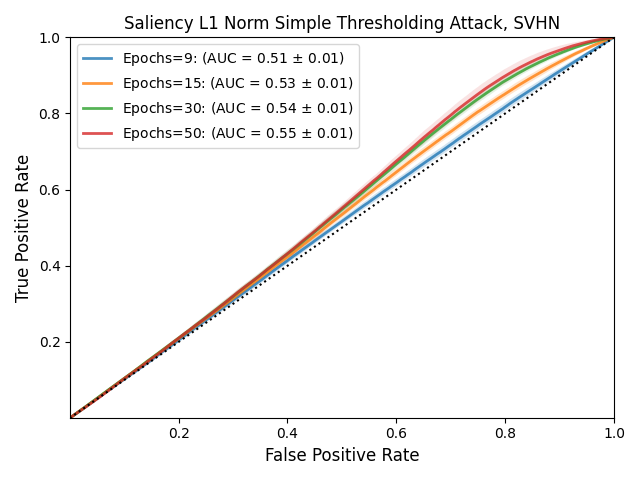 Saliency L1 Norm Simple Thresholding Attack, SVHN
Epochs=9: (AUC = 0.51 ± 0.01)
Epochs=15: (AUC = 0.53 ± 0.01)
Epochs=30: (AUC = 0.54 ± 0.01)
Epochs=50: (AUC = 0.55 ± 0.01)
True Positive Rate
1.0
0.8
0.6
0.4
0.2
0.2 0.4 0.6 0.8 1.0
False Positive Rate